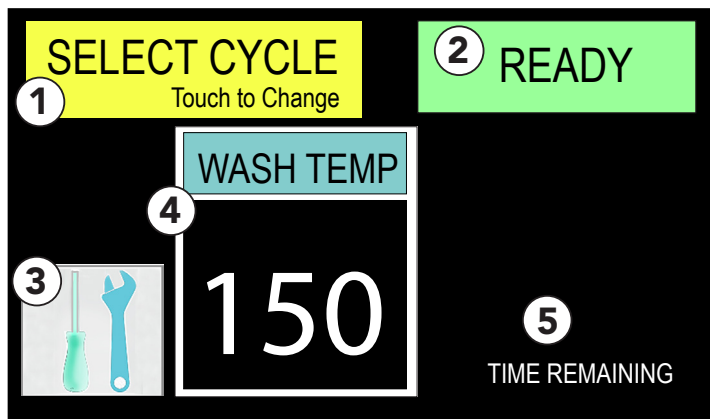 SELECT CYCLE
Touch to Change
1
2
READY
WASH TEMP
4
150
3
5
TIME REMAINING